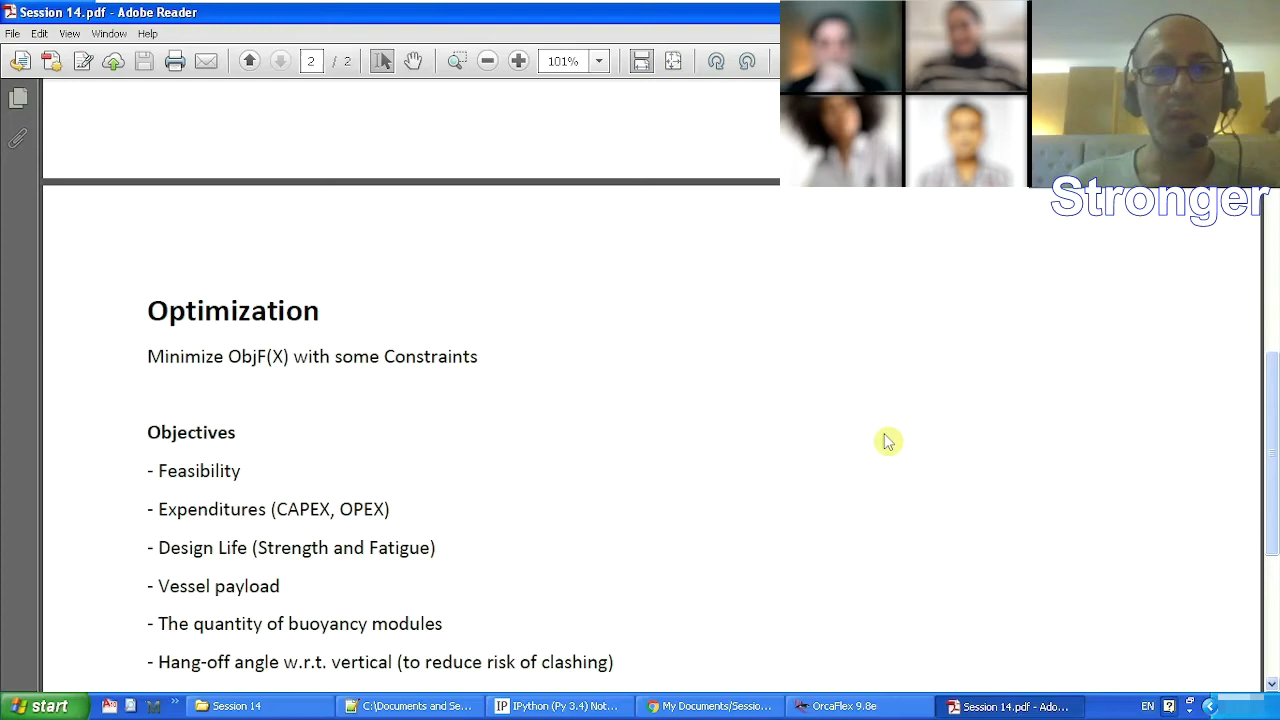 Session 14.pdf - Adobe Reader
File Edit View Window Help
2 / 2 101%
Stronger
Optimization
Minimize ObjF(X) with some Constraints
Objectives
- Feasibility
- Expenditures (CAPEX, OPEX)
- Design Life (Strength and Fatigue)
- Vessel payload
- The quantity of buoyancy modules
- Hang-off angle w.r.t. vertical (to reduce risk of clashing)
start Session 14 C:\Documents and Se... IPython (Py 3.4) Not... My Documents/Sessio... OrcaFlex 9.8e Session 14.pdf - Ado... EN